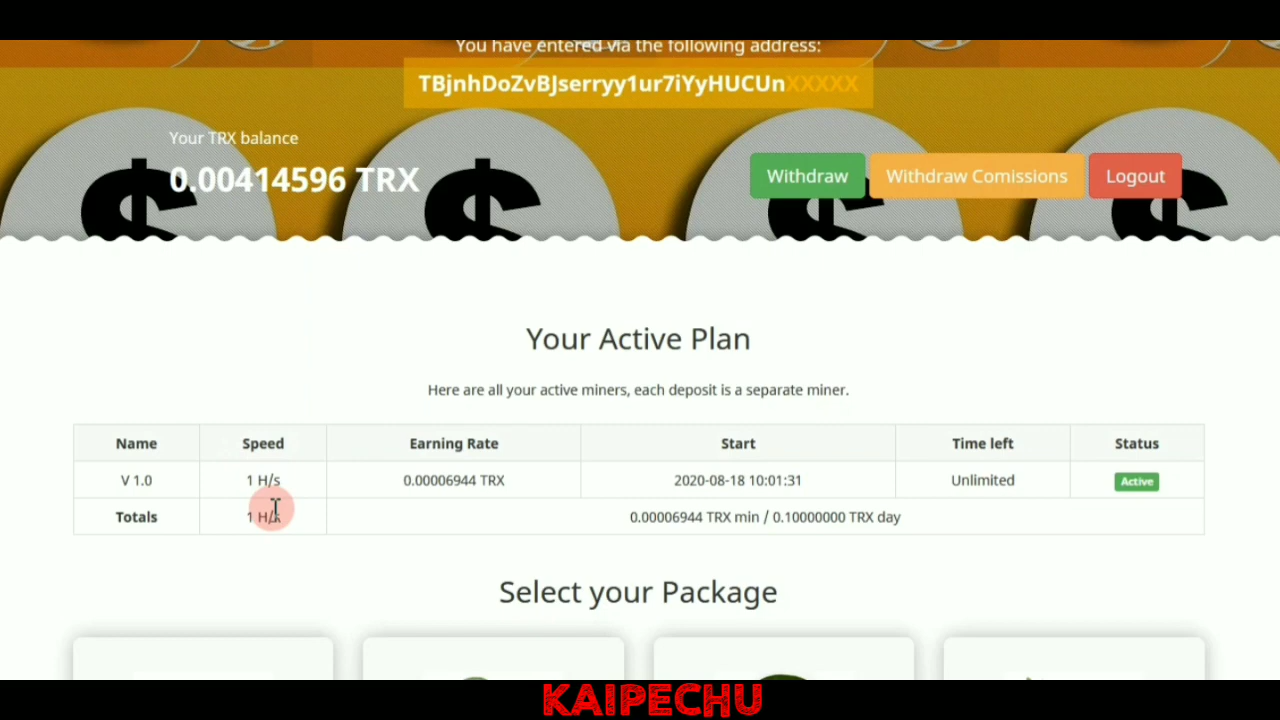 You have entered via the following address:
TBjnhDoZvBJserryy1ur7iYyHUCUnXXXXX
Your TRX balance
0.00414596 TRX
Withdraw Withdraw Comissions Logout
Your Active Plan
Here are all your active miners, each deposit is a separate miner.
Name Speed Earning Rate Start Time left Status
V 1.0 1 H/s 0.00006944 TRX 2020-08-18 10:01:31 Unlimited Active
Totals 1 H/s 0.00006944 TRX min / 0.10000000 TRX day
Select your Package
KAIPECHU